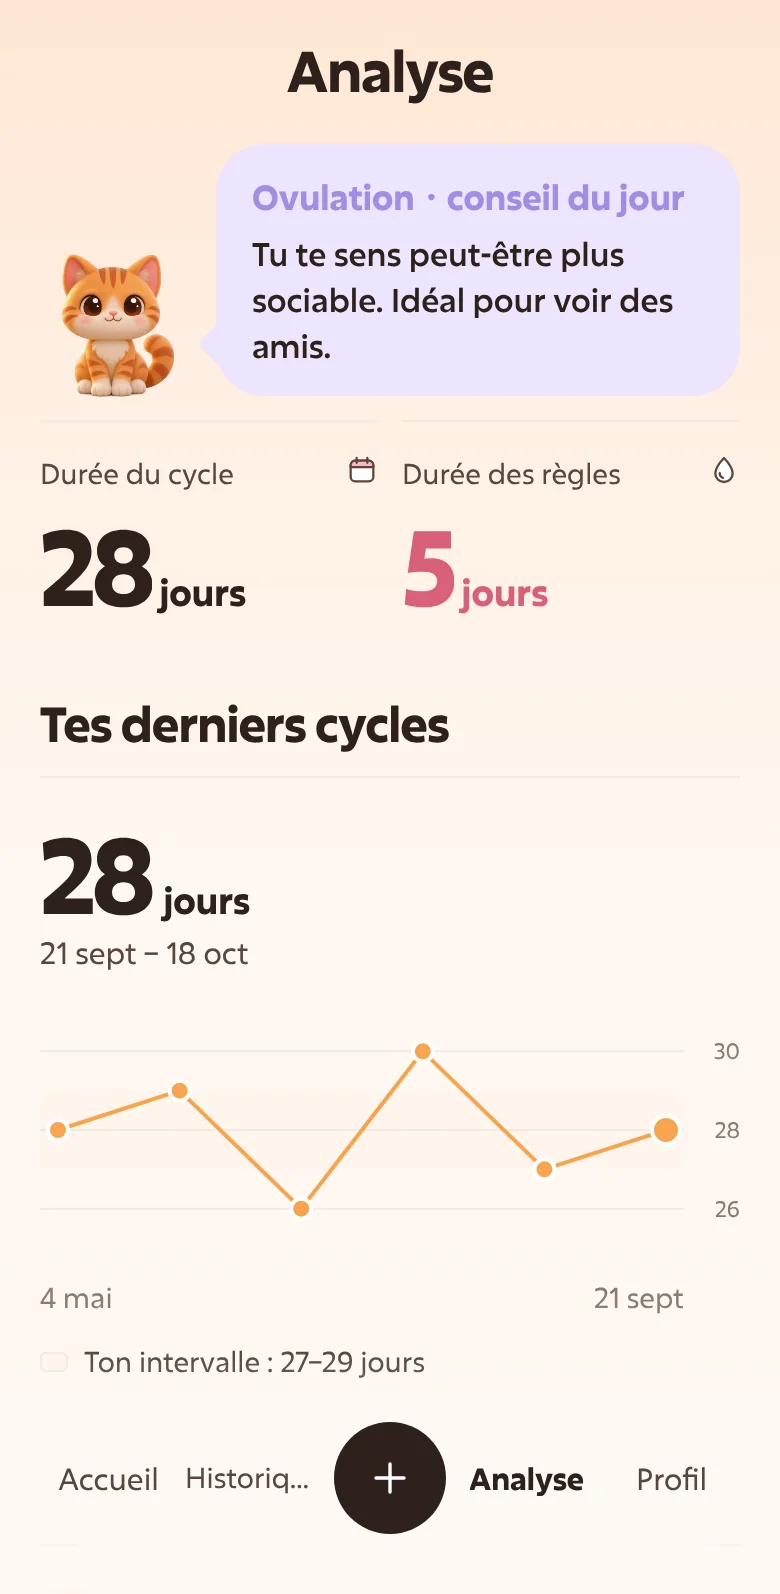 Analyse
Ovulation · conseil du jour
Tu te sens peut-être plus
sociable. Idéal pour voir des
amis.
Durée du cycle
28 jours
Durée des règles
5 jours
Tes derniers cycles
28 jours
21 sept – 18 oct
30
28
26
4 mai
21 sept
Ton intervalle : 27–29 jours
Accueil
Historiq...
+
Analyse
Profil